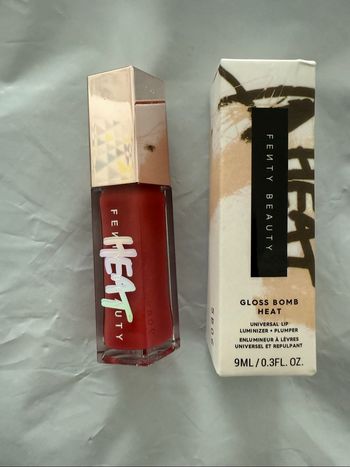 FENTY BEAUTY
HEAT
HEAT
FENTY BEAUTY
GLOSS BOMB
HEAT
UNIVERSAL LIP
LUMINIZER + PLUMPER
ENLUMINEUR À LÈVRES
UNIVERSEL ET REPULPANT
9ML / 0.3FL. OZ.